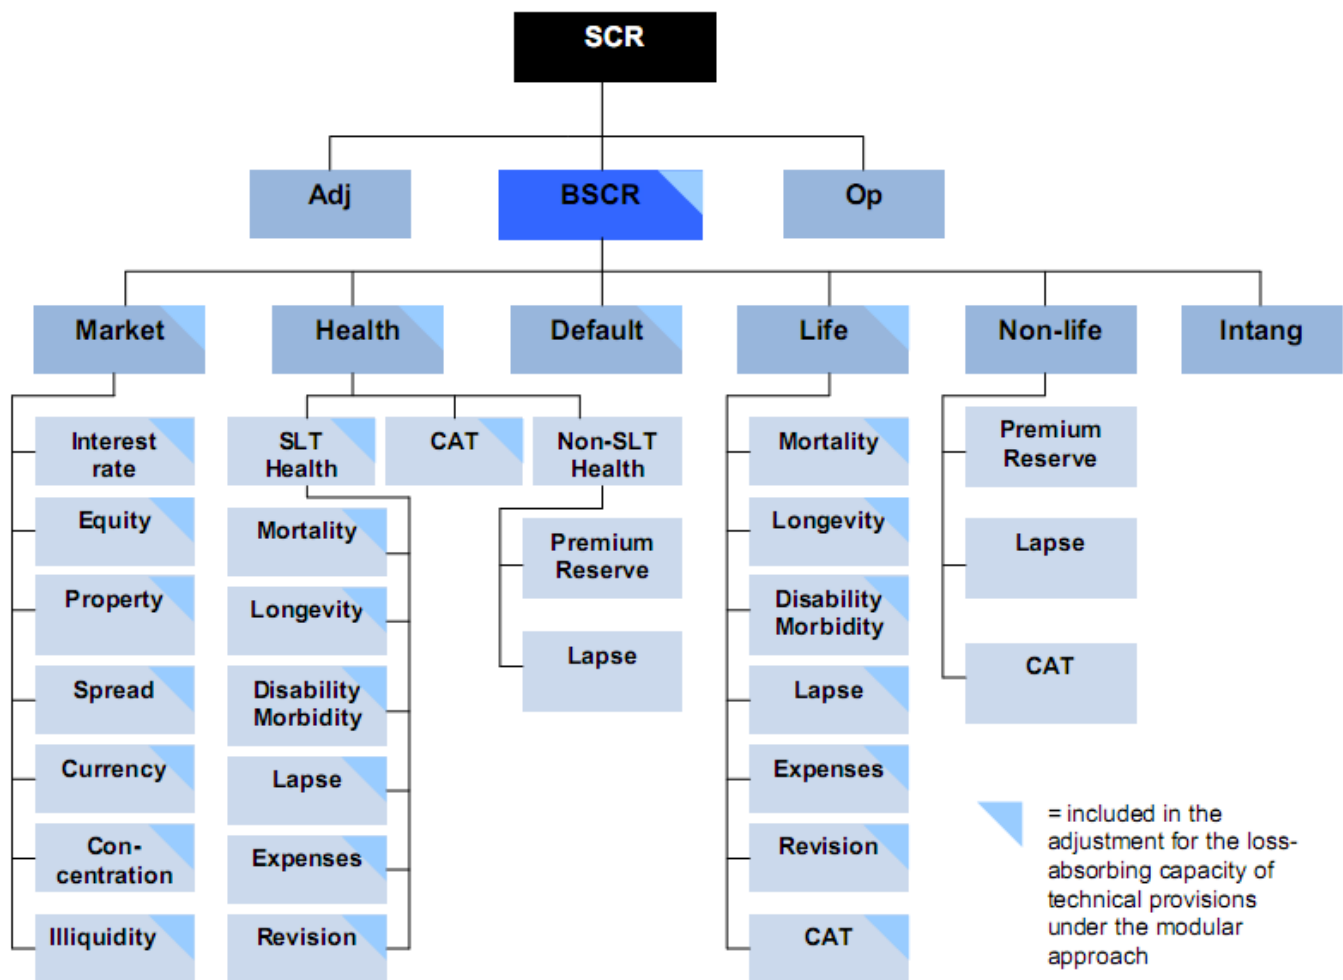 SCR
Adj
BSCR
Op
Market
Health
Default
Life
Non-life
Intang
Interest
rate
Equity
Property
Spread
Currency
Con-
centration
Illiquidity
SLT
Health
Mortality
Longevity
Disability
Morbidity
Lapse
Expenses
Revision
CAT
Non-SLT
Health
Premium
Reserve
Lapse
Mortality
Longevity
Disability
Morbidity
Lapse
Expenses
Revision
CAT
Premium
Reserve
Lapse
CAT
= included in the
adjustment for the loss-
absorbing capacity of
technical provisions
under the modular
approach